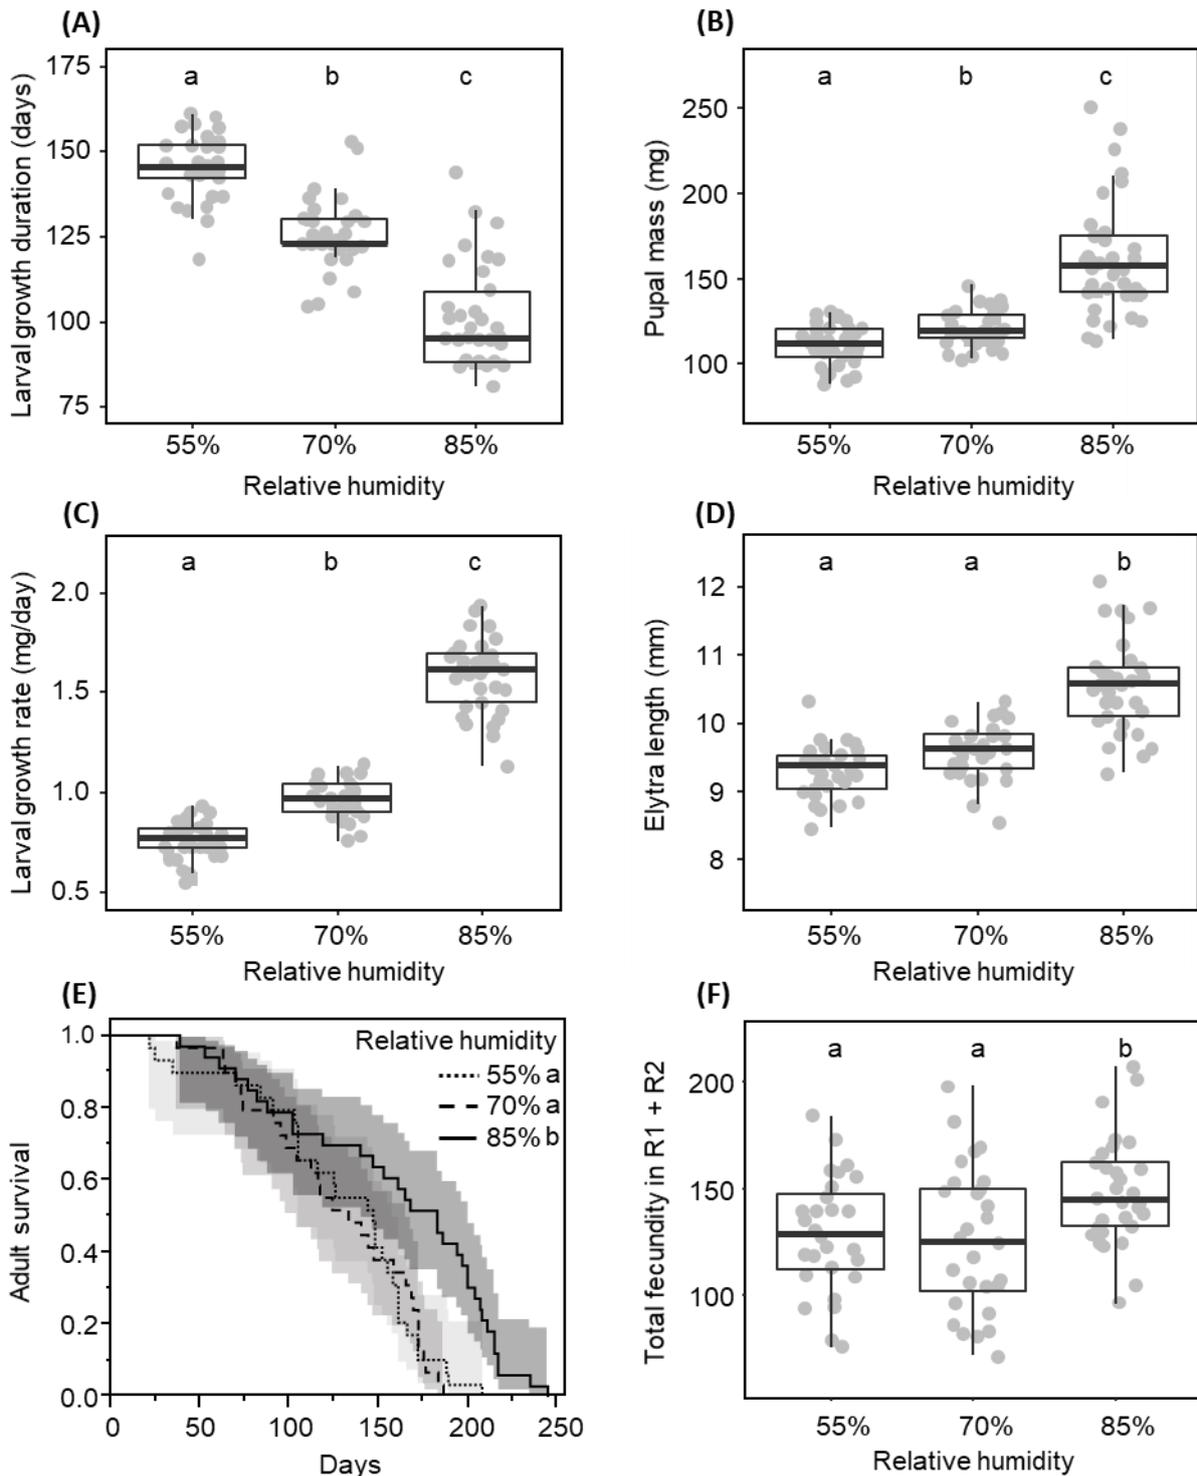 (A)
Larval growth duration (days)
175
150
125
100
75
a b c
55% 70% 85%
Relative humidity
(B)
Pupal mass (mg)
250
200
150
100
a b c
55% 70% 85%
Relative humidity
(C)
Larval growth rate (mg/day)
2.0
1.5
1.0
0.5
a b c
55% 70% 85%
Relative humidity
(D)
Elytra length (mm)
12
11
10
9
8
a a b
55% 70% 85%
Relative humidity
(E)
Adult survival
1.0
0.8
0.6
0.4
0.2
0.0
Relative humidity
55% a
70% a
85% b
0 50 100 150 200 250
Days
(F)
Total fecundity in R1 + R2
200
150
100
a a b
55% 70% 85%
Relative humidity